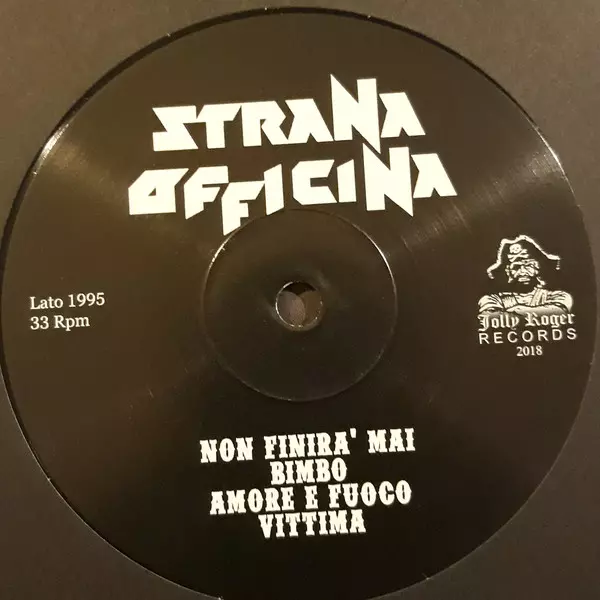 STRANA
OFFICINA
Lato 1995
33 Rpm
Jolly Roger
RECORDS
2018
NON FINIRA' MAI
BIMBO
AMORE E FUOCO
VITTIMA